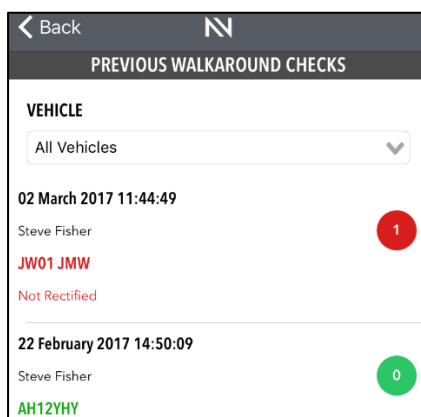 Back
PREVIOUS WALKAROUND CHECKS
VEHICLE
All Vehicles
02 March 2017 11:44:49
Steve Fisher
1
JW01 JMW
Not Rectified
22 February 2017 14:50:09
Steve Fisher
0
AH12YHY